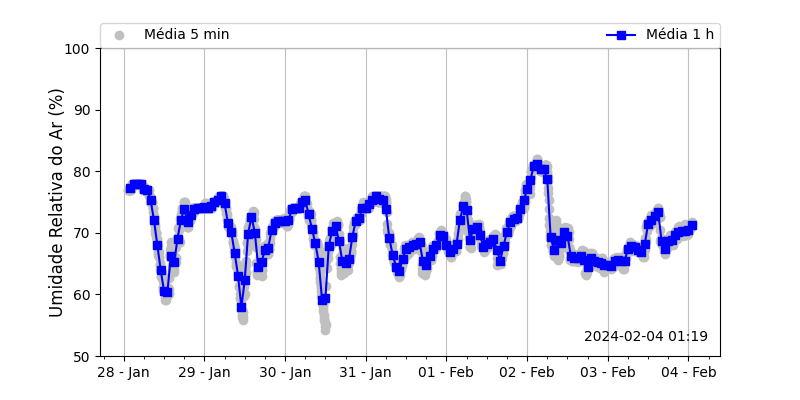 Média 5 min
Média 1 h
Umidade Relativa do Ar (%)
100
90
80
70
60
50
2024-02-04 01:19
28 - Jan
29 - Jan
30 - Jan
31 - Jan
01 - Feb
02 - Feb
03 - Feb
04 - Feb